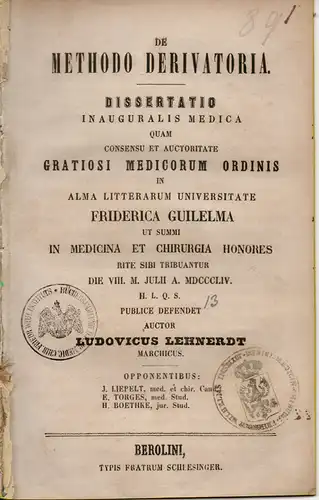 891
DE
METHODO DERIVATORIA.
DISSERTATIO
INAUGURALIS MEDICA
QUAM
CONSENSU ET AUCTORITATE
GRATIOSI MEDICORUM ORDINIS
IN
ALMA LITTERARUM UNIVERSITATE
FRIDERICA GUILELMA
UT SUMMI
IN MEDICINA ET CHIRURGIA HONORES
RITE SIBI TRIBUANTUR
DIE VIII. M. JULII A. MDCCCLIV.
H. L. Q. S.
13
PUBLICE DEFENDET
AUCTOR
LUDOVICUS LEHNERDT
MARCHICUS.
OPPONENTIBUS:
J. LIEPELT, med. et chir. Cand.
E. TORGES, med. Stud.
H. BOETHKE, jur. Stud.
BEROLINI,
TYPIS FRATRUM SCHLESINGER.